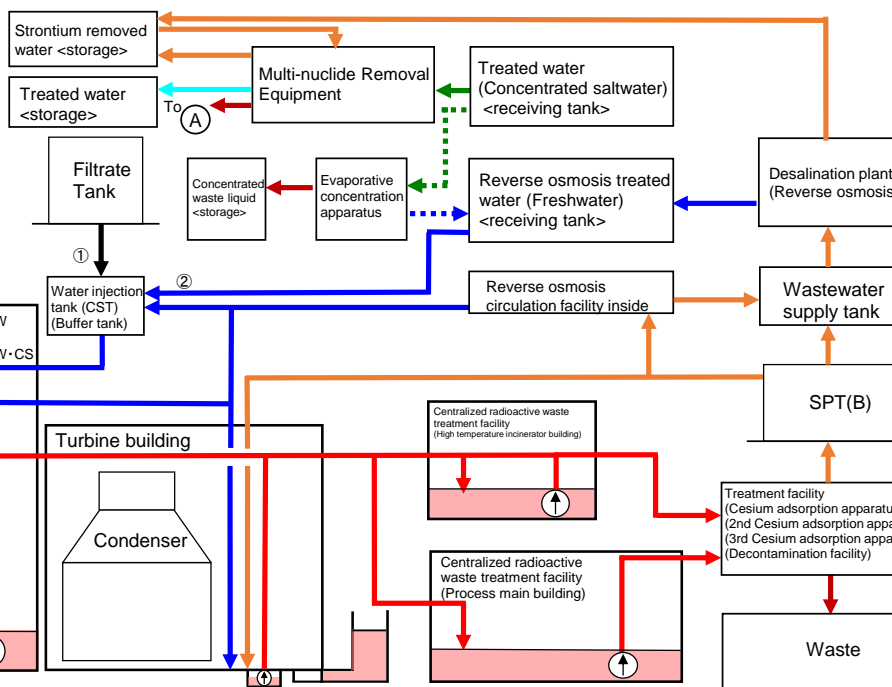 Strontium removed
water <storage>
Multi-nuclide Removal
Equipment
Treated water
(Concentrated saltwater)
<receiving tank>
Treated water
<storage>
To
A
Filtrate
Tank
Concentrated
waste liquid
<storage>
Evaporative
concentration
apparatus
Reverse osmosis treated
water (Freshwater)
<receiving tank>
Desalination plant
(Reverse osmosis
①
②
Water injection
tank (CST)
(Buffer tank)
Reverse osmosis
circulation facility inside
Wastewater
supply tank
W
W・CS
SPT(B)
Turbine building
Centralized radioactive waste
treatment facility
(High temperature incinerator building)
Condenser
Treatment facility
(Cesium adsorption apparatu
(2nd Cesium adsorption appa
(3rd Cesium adsorption appa
(Decontamination facility)
Centralized radioactive
waste treatment facility
(Process main building)
Waste